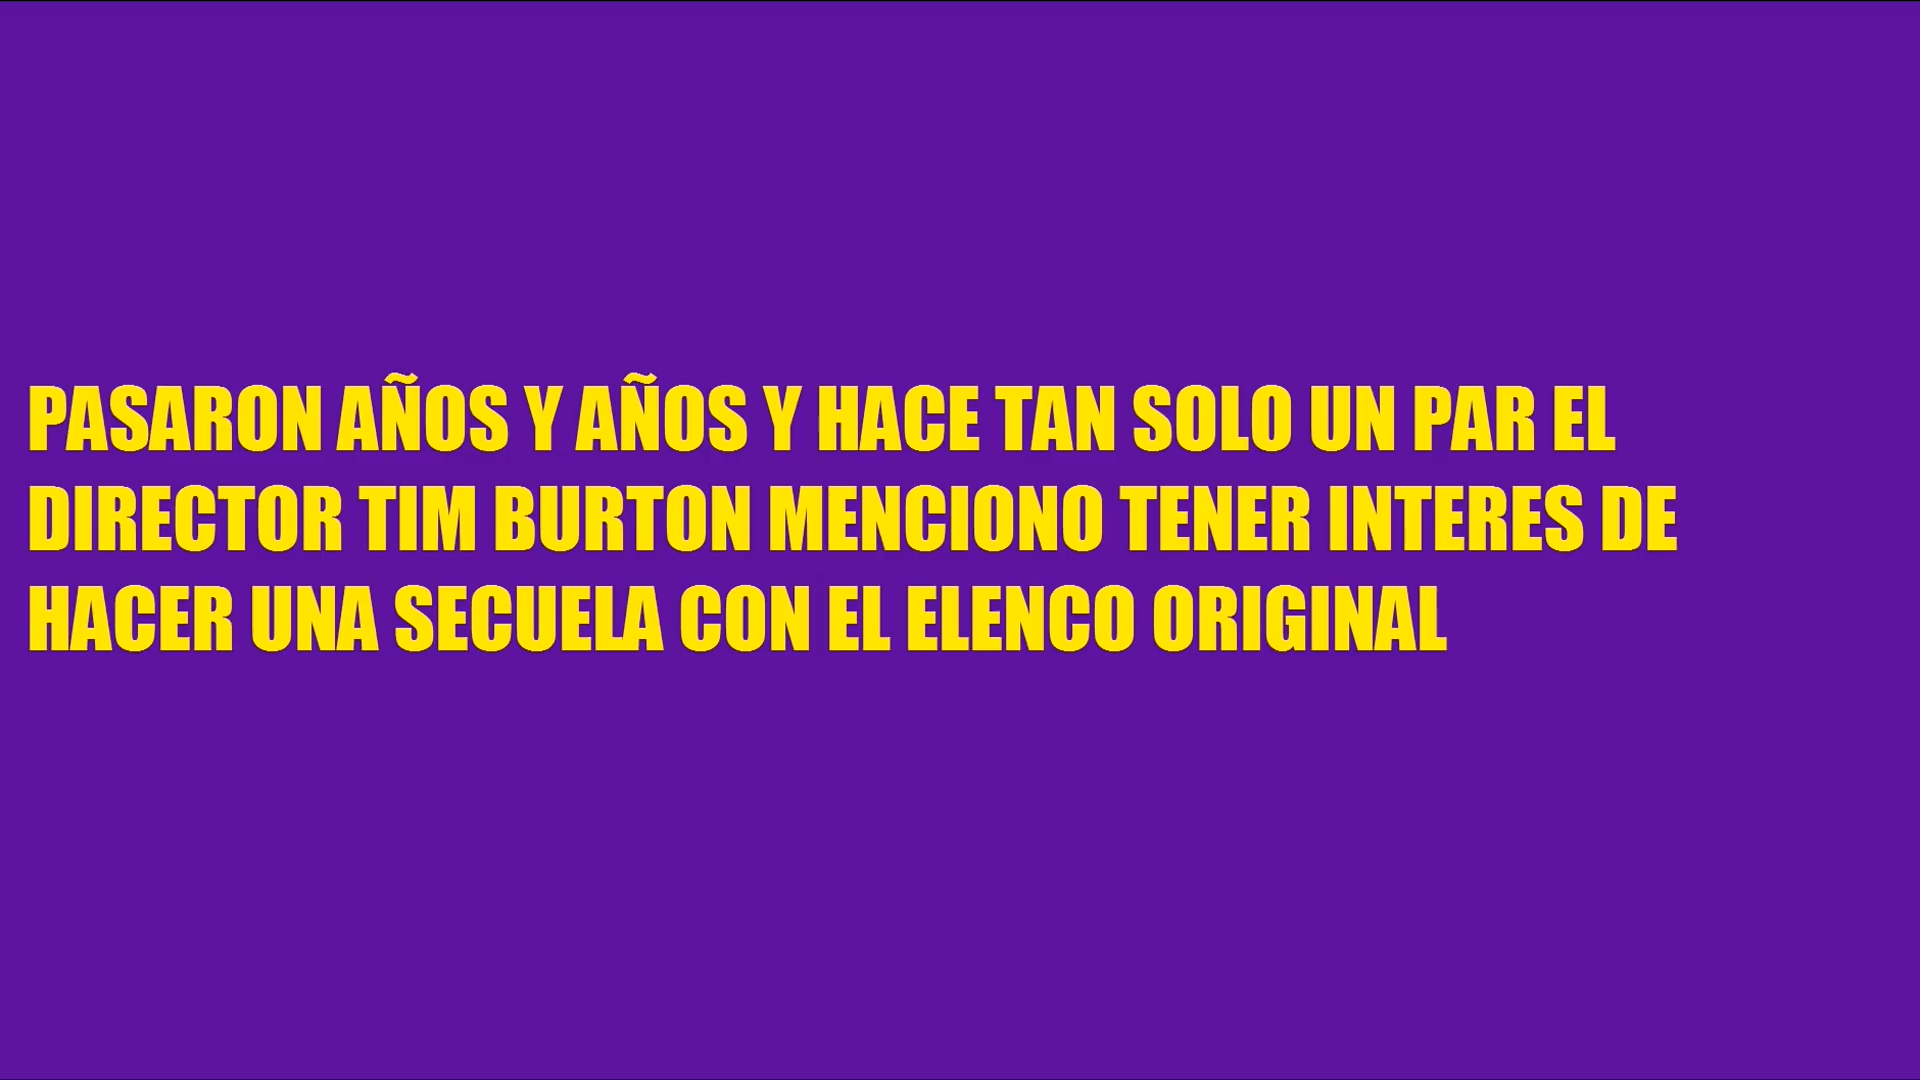 PASARON AÑOS Y AÑOS Y HACE TAN SOLO UN PAR EL
DIRECTOR TIM BURTON MENCIONO TENER INTERES DE
HACER UNA SECUELA CON EL ELENCO ORIGINAL